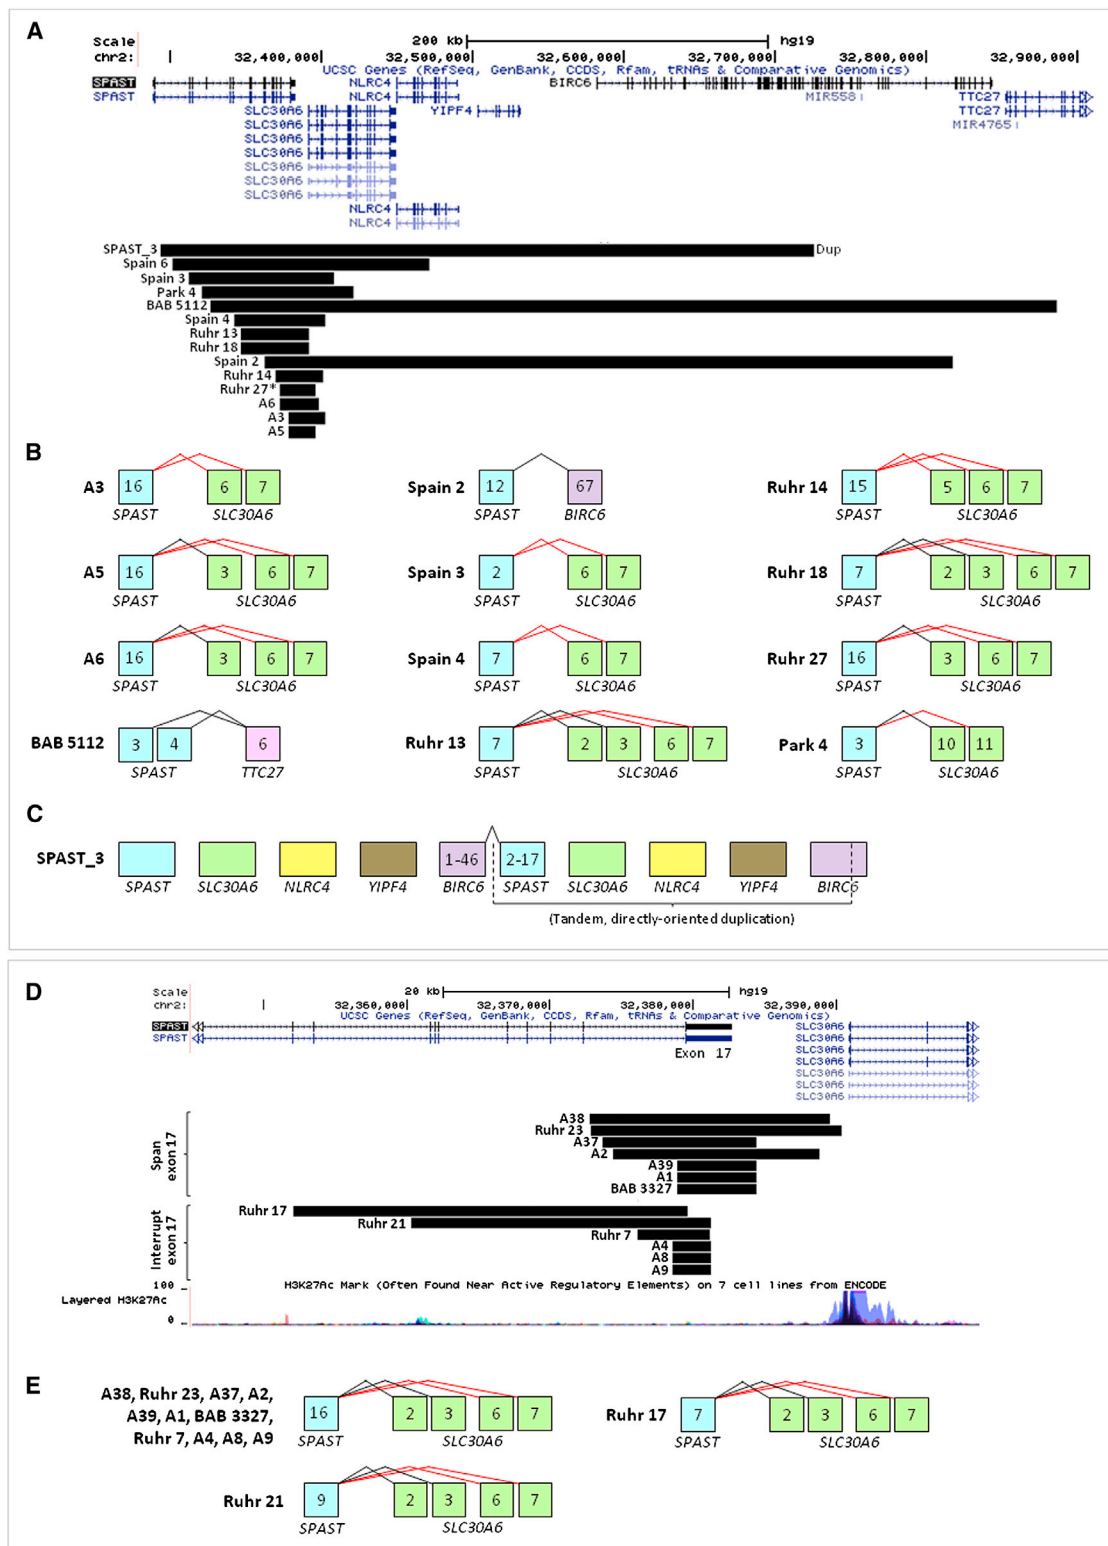 A
Scale 200 kb hg19
chr2: 32,400,000 32,500,000 32,600,000 32,700,000 32,800,000 32,900,000
UCSC Genes (RefSeq, GenBank, CCDS, Rfam, tRNAs & Comparative Genomics)
SPAST NLRC4 BIRC6
SPAST NLRC4 MIR558 TTC27
SLC30A6 YIPF4 TTC27
SLC30A6 MIR4765
SLC30A6
SLC30A6
SLC30A6
SLC30A6
SLC30A6
NLRC4
NLRC4
SPAST_3 Dup
Spain 6
Spain 3
Park 4
BAB 5112
Spain 4
Ruhr 13
Ruhr 18
Spain 2
Ruhr 14
Ruhr 27*
A6
A3
A5
B
A3 16 6 7
SPAST SLC30A6
Spain 2 12 67
SPAST BIRC6
Ruhr 14 15 5 6 7
SPAST SLC30A6
A5 16 3 6 7
SPAST SLC30A6
Spain 3 2 6 7
SPAST SLC30A6
Ruhr 18 7 2 3 6 7
SPAST SLC30A6
A6 16 3 6 7
SPAST SLC30A6
Spain 4 7 6 7
SPAST SLC30A6
Ruhr 27 16 3 6 7
SPAST SLC30A6
BAB 5112 3 4 6
SPAST TTC27
Ruhr 13 7 2 3 6 7
SPAST SLC30A6
Park 4 3 10 11
SPAST SLC30A6
C
SPAST_3 1-46 2-17
SPAST SLC30A6 NLRC4 YIPF4 BIRC6 SPAST SLC30A6 NLRC4 YIPF4 BIRC6
(Tandem, directly-oriented duplication)
D
Scale 20 kb hg19
chr2: 32,360,000 32,370,000 32,380,000 32,390,000
UCSC Genes (RefSeq, GenBank, CCDS, Rfam, tRNAs & Comparative Genomics)
SPAST SLC30A6
SPAST SLC30A6
Exon 17 SLC30A6
SLC30A6
SLC30A6
SLC30A6
SLC30A6
Span
exon 17
A38
Ruhr 23
A37
A2
A39
A1
BAB 3327
Interrupt
exon 17
Ruhr 17
Ruhr 21
Ruhr 7
A4
A8
A9
H3K27Ac Mark (Often Found Near Active Regulatory Elements) on 7 cell lines from ENCODE
100
Layered H3K27Ac
0
E
A38, Ruhr 23, A37, A2,
A39, A1, BAB 3327,
Ruhr 7, A4, A8, A9
16 2 3 6 7
SPAST SLC30A6
Ruhr 17 7 2 3 6 7
SPAST SLC30A6
Ruhr 21 9 2 3 6 7
SPAST SLC30A6